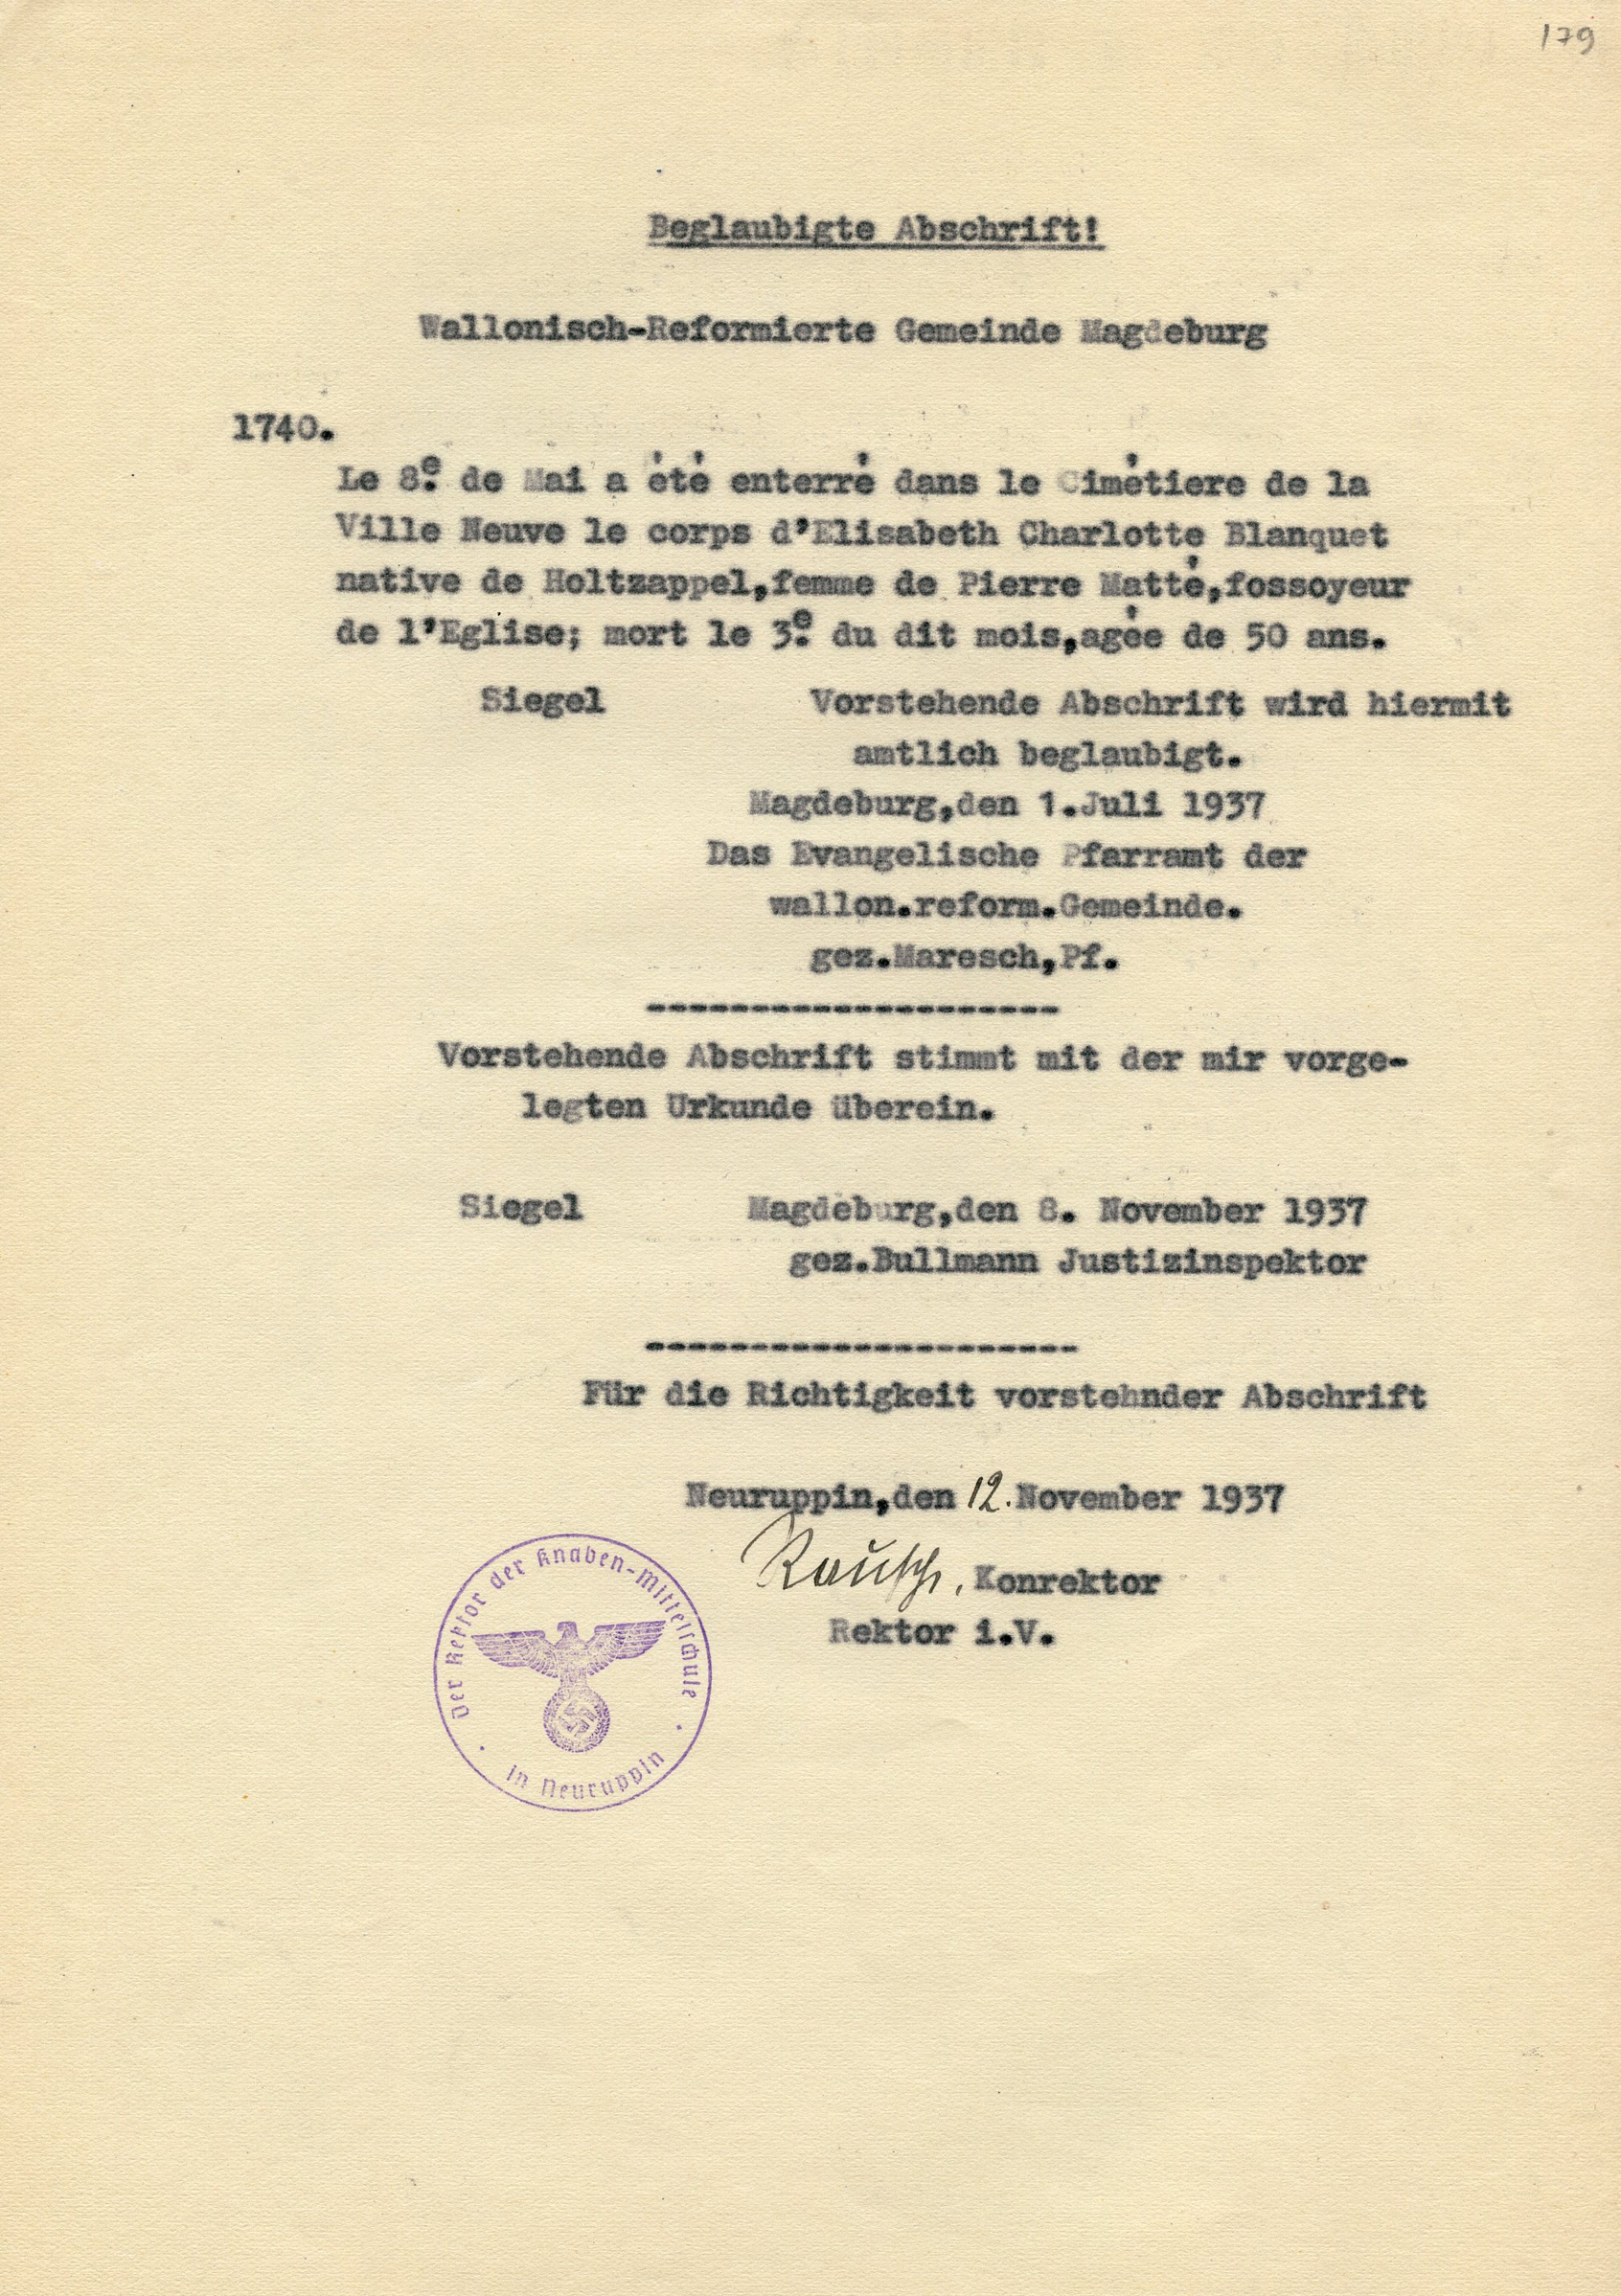 179
Beglaubigte Abschrift!
Wallonisch-Reformierte Gemeinde Magdeburg
1740.
Le 8e. de Mai a été enterré dans le Cimétiere de la
Ville Neuve le corps d'Elisabeth Charlotte Blanquet
native de Holtzappel,femme de Pierre Matté,fossoyeur
de l'Eglise; mort le 3e. du dit mois,agée de 50 ans.
Siegel Vorstehende Abschrift wird hiermit
amtlich beglaubigt.
Magdeburg,den 1.Juli 1937
Das Evangelische Pfarramt der
wallon.reform.Gemeinde.
gez.Maresch,Pf.
--------------------
Vorstehende Abschrift stimmt mit der mir vorge-
legten Urkunde überein.
Siegel Magdeburg,den 8. November 1937
gez.Bullmann Justizinspektor
---------------------
Für die Richtigkeit vorstehnder Abschrift
Neuruppin,den 12. November 1937
Rausch, Konrektor
Rektor i.V.
Der Rektor der Knaben-Mittelschule
in Neuruppin